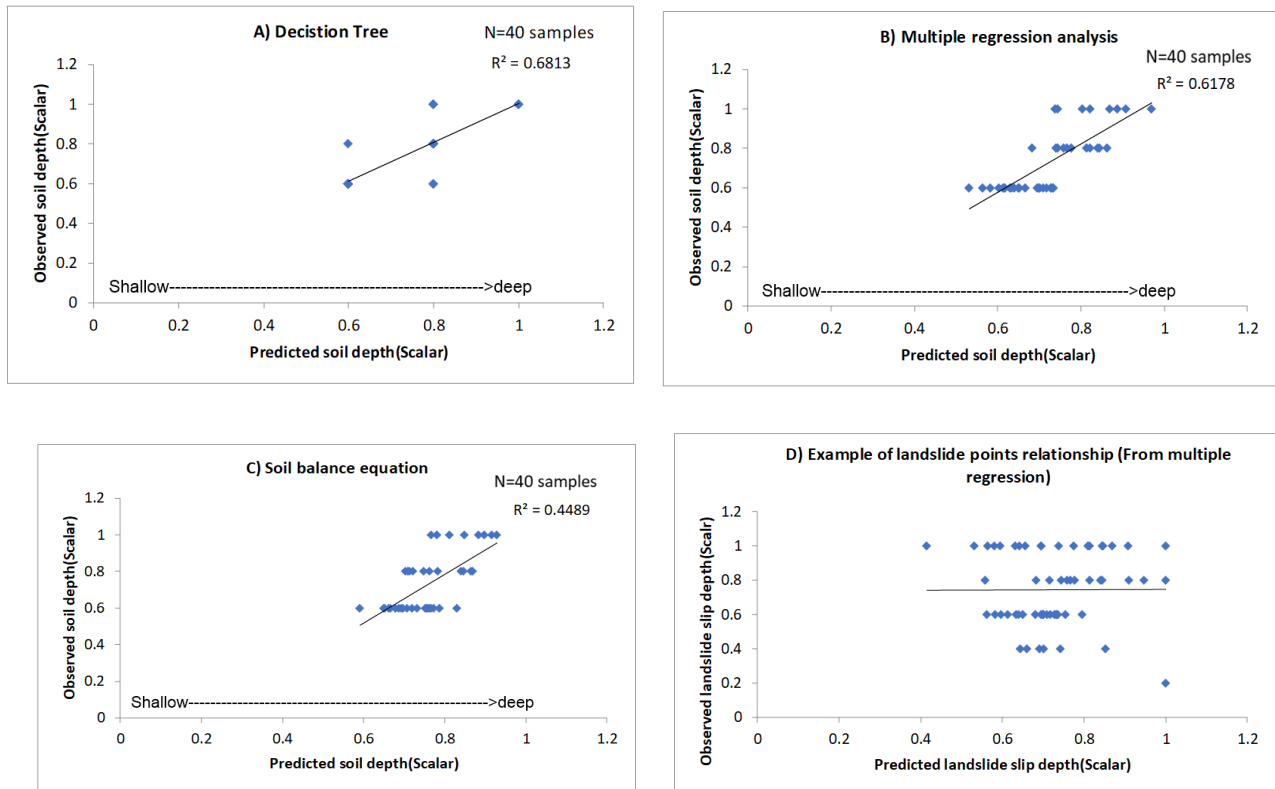 A) Decistion Tree
N=40 samples
R² = 0.6813
Observed soil depth(Scalar)
1.2
1
0.8
0.6
0.4
0.2
0
Shallow------------------------------------------------>deep
0 0.2 0.4 0.6 0.8 1 1.2
Predicted soil depth(Scalar)
B) Multiple regression analysis
N=40 samples
R² = 0.6178
Observed soil depth(Scalar)
1.2
1
0.8
0.6
0.4
0.2
0
Shallow------------------------------------------------>deep
0 0.2 0.4 0.6 0.8 1 1.2
Predicted soil depth(Scalar)
C) Soil balance equation
N=40 samples
R² = 0.4489
Observed soil depth(Scalar)
1.2
1
0.8
0.6
0.4
0.2
0
Shallow------------------------------------------------>deep
0 0.2 0.4 0.6 0.8 1 1.2
Predicted soil depth(Scalar)
D) Example of landslide points relationship (From multiple
regression)
Observed landslide slip depth(Scalr)
1.2
1
0.8
0.6
0.4
0.2
0
0 0.2 0.4 0.6 0.8 1 1.2
Predicted landslide slip depth(Scalar)